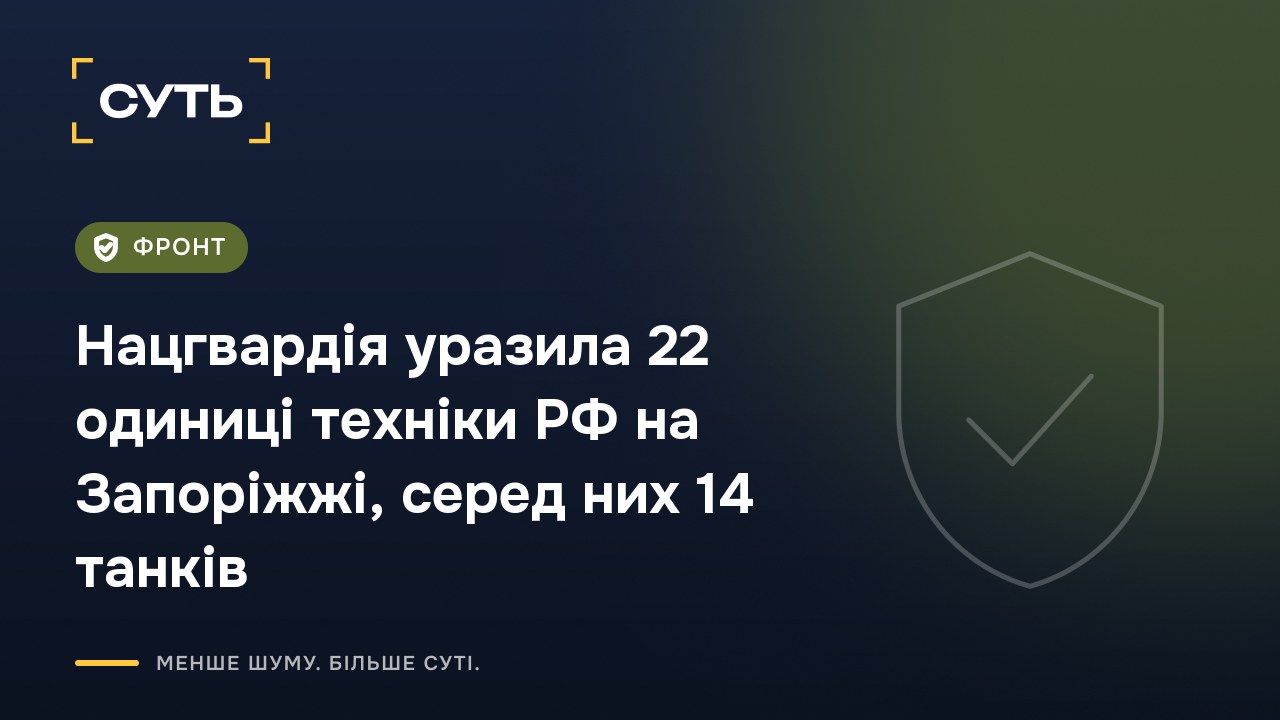 СУТЬ
ФРОНТ
Нацгвардія уразила 22
одиниці техніки РФ на
Запоріжжі, серед них 14
танків
МЕНШЕ ШУМУ. БІЛЬШЕ СУТІ.